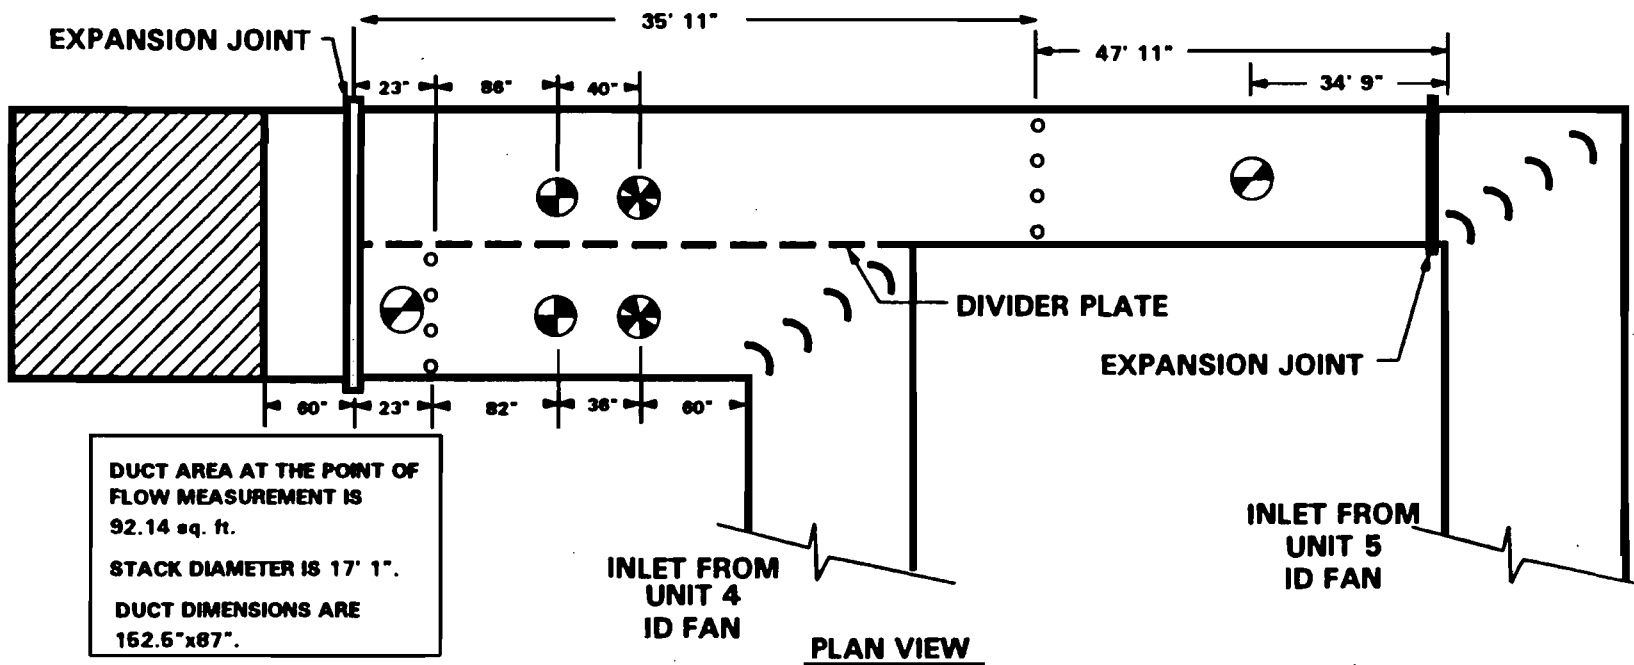 35' 11"
EXPANSION JOINT
47' 11"
23"
86"
40"
34' 9"
DIVIDER PLATE
EXPANSION JOINT
60"
23"
82"
36"
60"
DUCT AREA AT THE POINT OF
FLOW MEASUREMENT IS
92.14 sq. ft.
STACK DIAMETER IS 17' 1".
DUCT DIMENSIONS ARE
152.5"x87".
INLET FROM
UNIT 4
ID FAN
INLET FROM
UNIT 5
ID FAN
PLAN VIEW